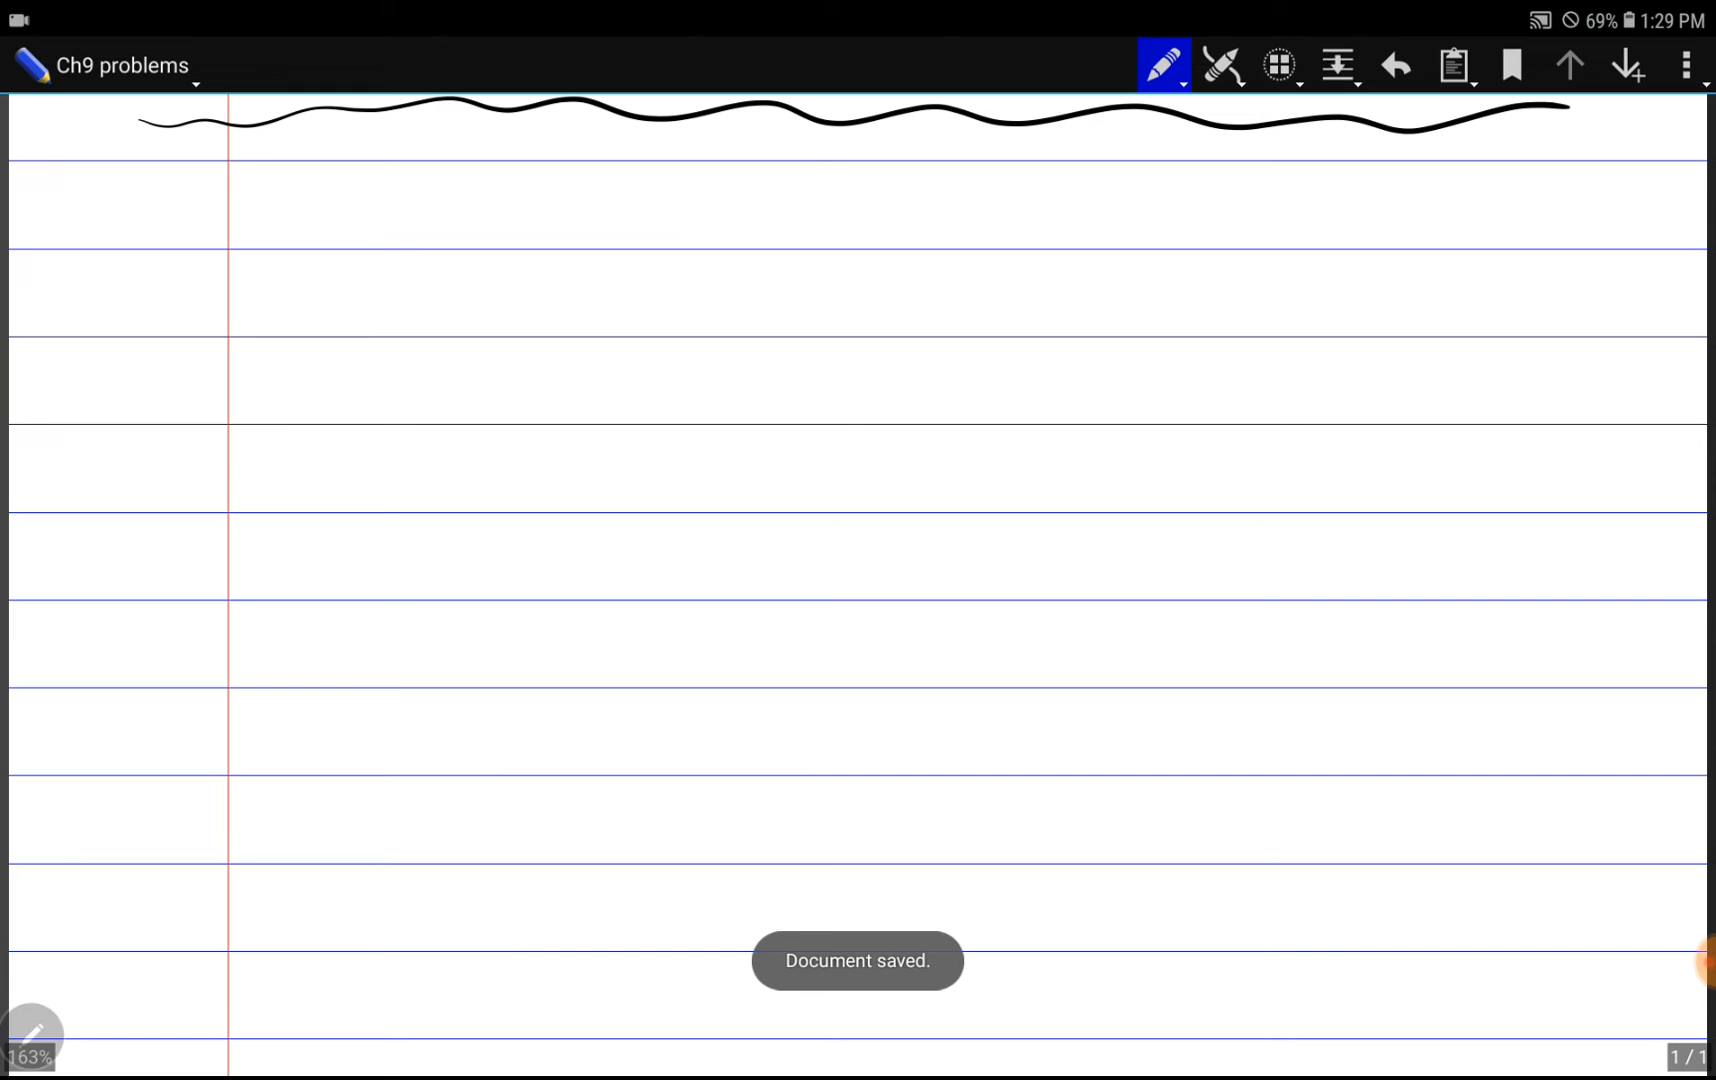 69% 1:29 PM
Ch9 problems
Document saved.
163%
1 / 1